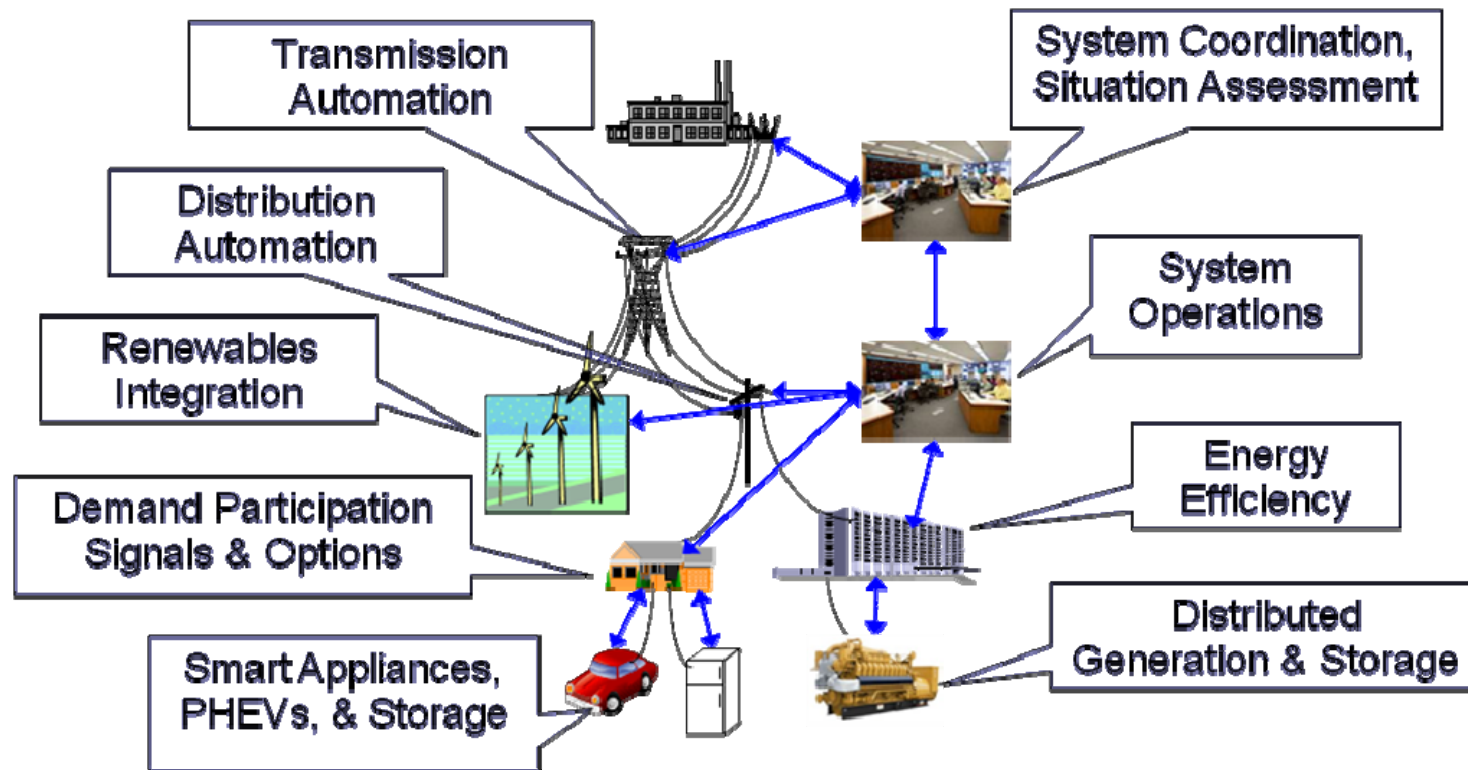 Transmission
Automation
System Coordination,
Situation Assessment
Distribution
Automation
System
Operations
Renewables
Integration
Energy
Efficiency
Demand Participation
Signals & Options
Distributed
Generation & Storage
Smart Appliances,
PHEVs, & Storage